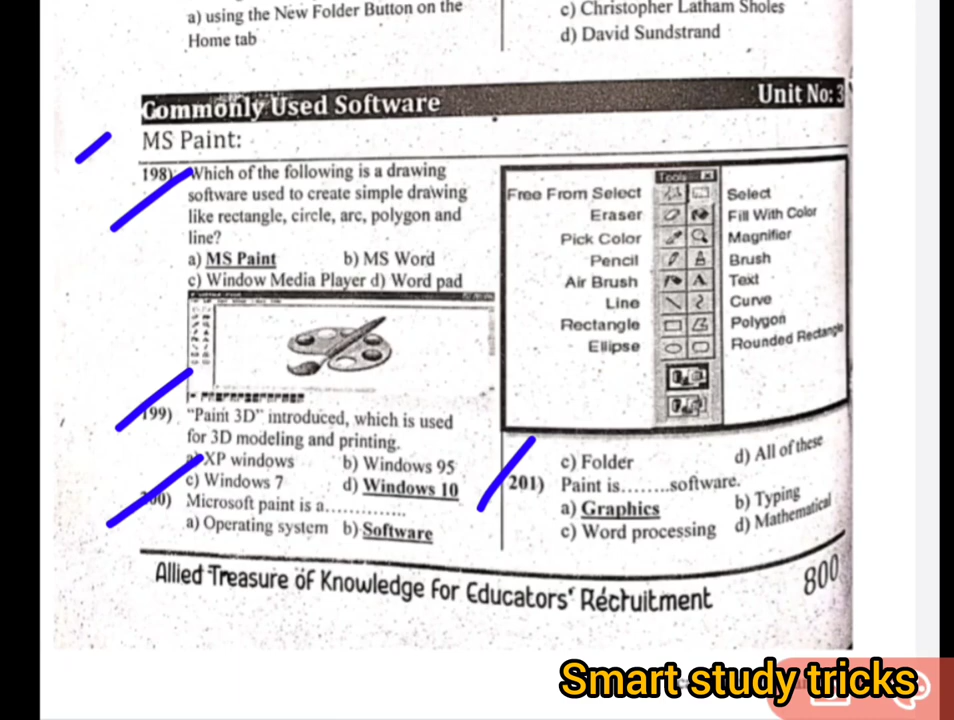 a) using the New Folder Button on the
Home tab
c) Christopher Latham Sholes
d) David Sundstrand
Commonly Used Software
Unit No: 3
MS Paint:
198) Which of the following is a drawing
software used to create simple drawing
like rectangle, circle, arc, polygon and
line?
a) MS Paint b) MS Word
c) Window Media Player d) Word pad
199) "Paint 3D" introduced, which is used
for 3D modeling and printing.
a) XP windows b) Windows 95
c) Windows 7 d) Windows 10
200) Microsoft paint is a..............
a) Operating system b) Software
Tools
Free From Select Select
Eraser Fill With Color
Pick Color Magnifier
Pencil Brush
Air Brush Text
Line Curve
Rectangle Polygon
Ellipse Rounded Rectangle
c) Folder d) All of these
201) Paint is........software.
a) Graphics b) Typing
c) Word processing d) Mathematical
Allied Treasure of Knowledge For Educators' Recruitment
800
Smart study tricks